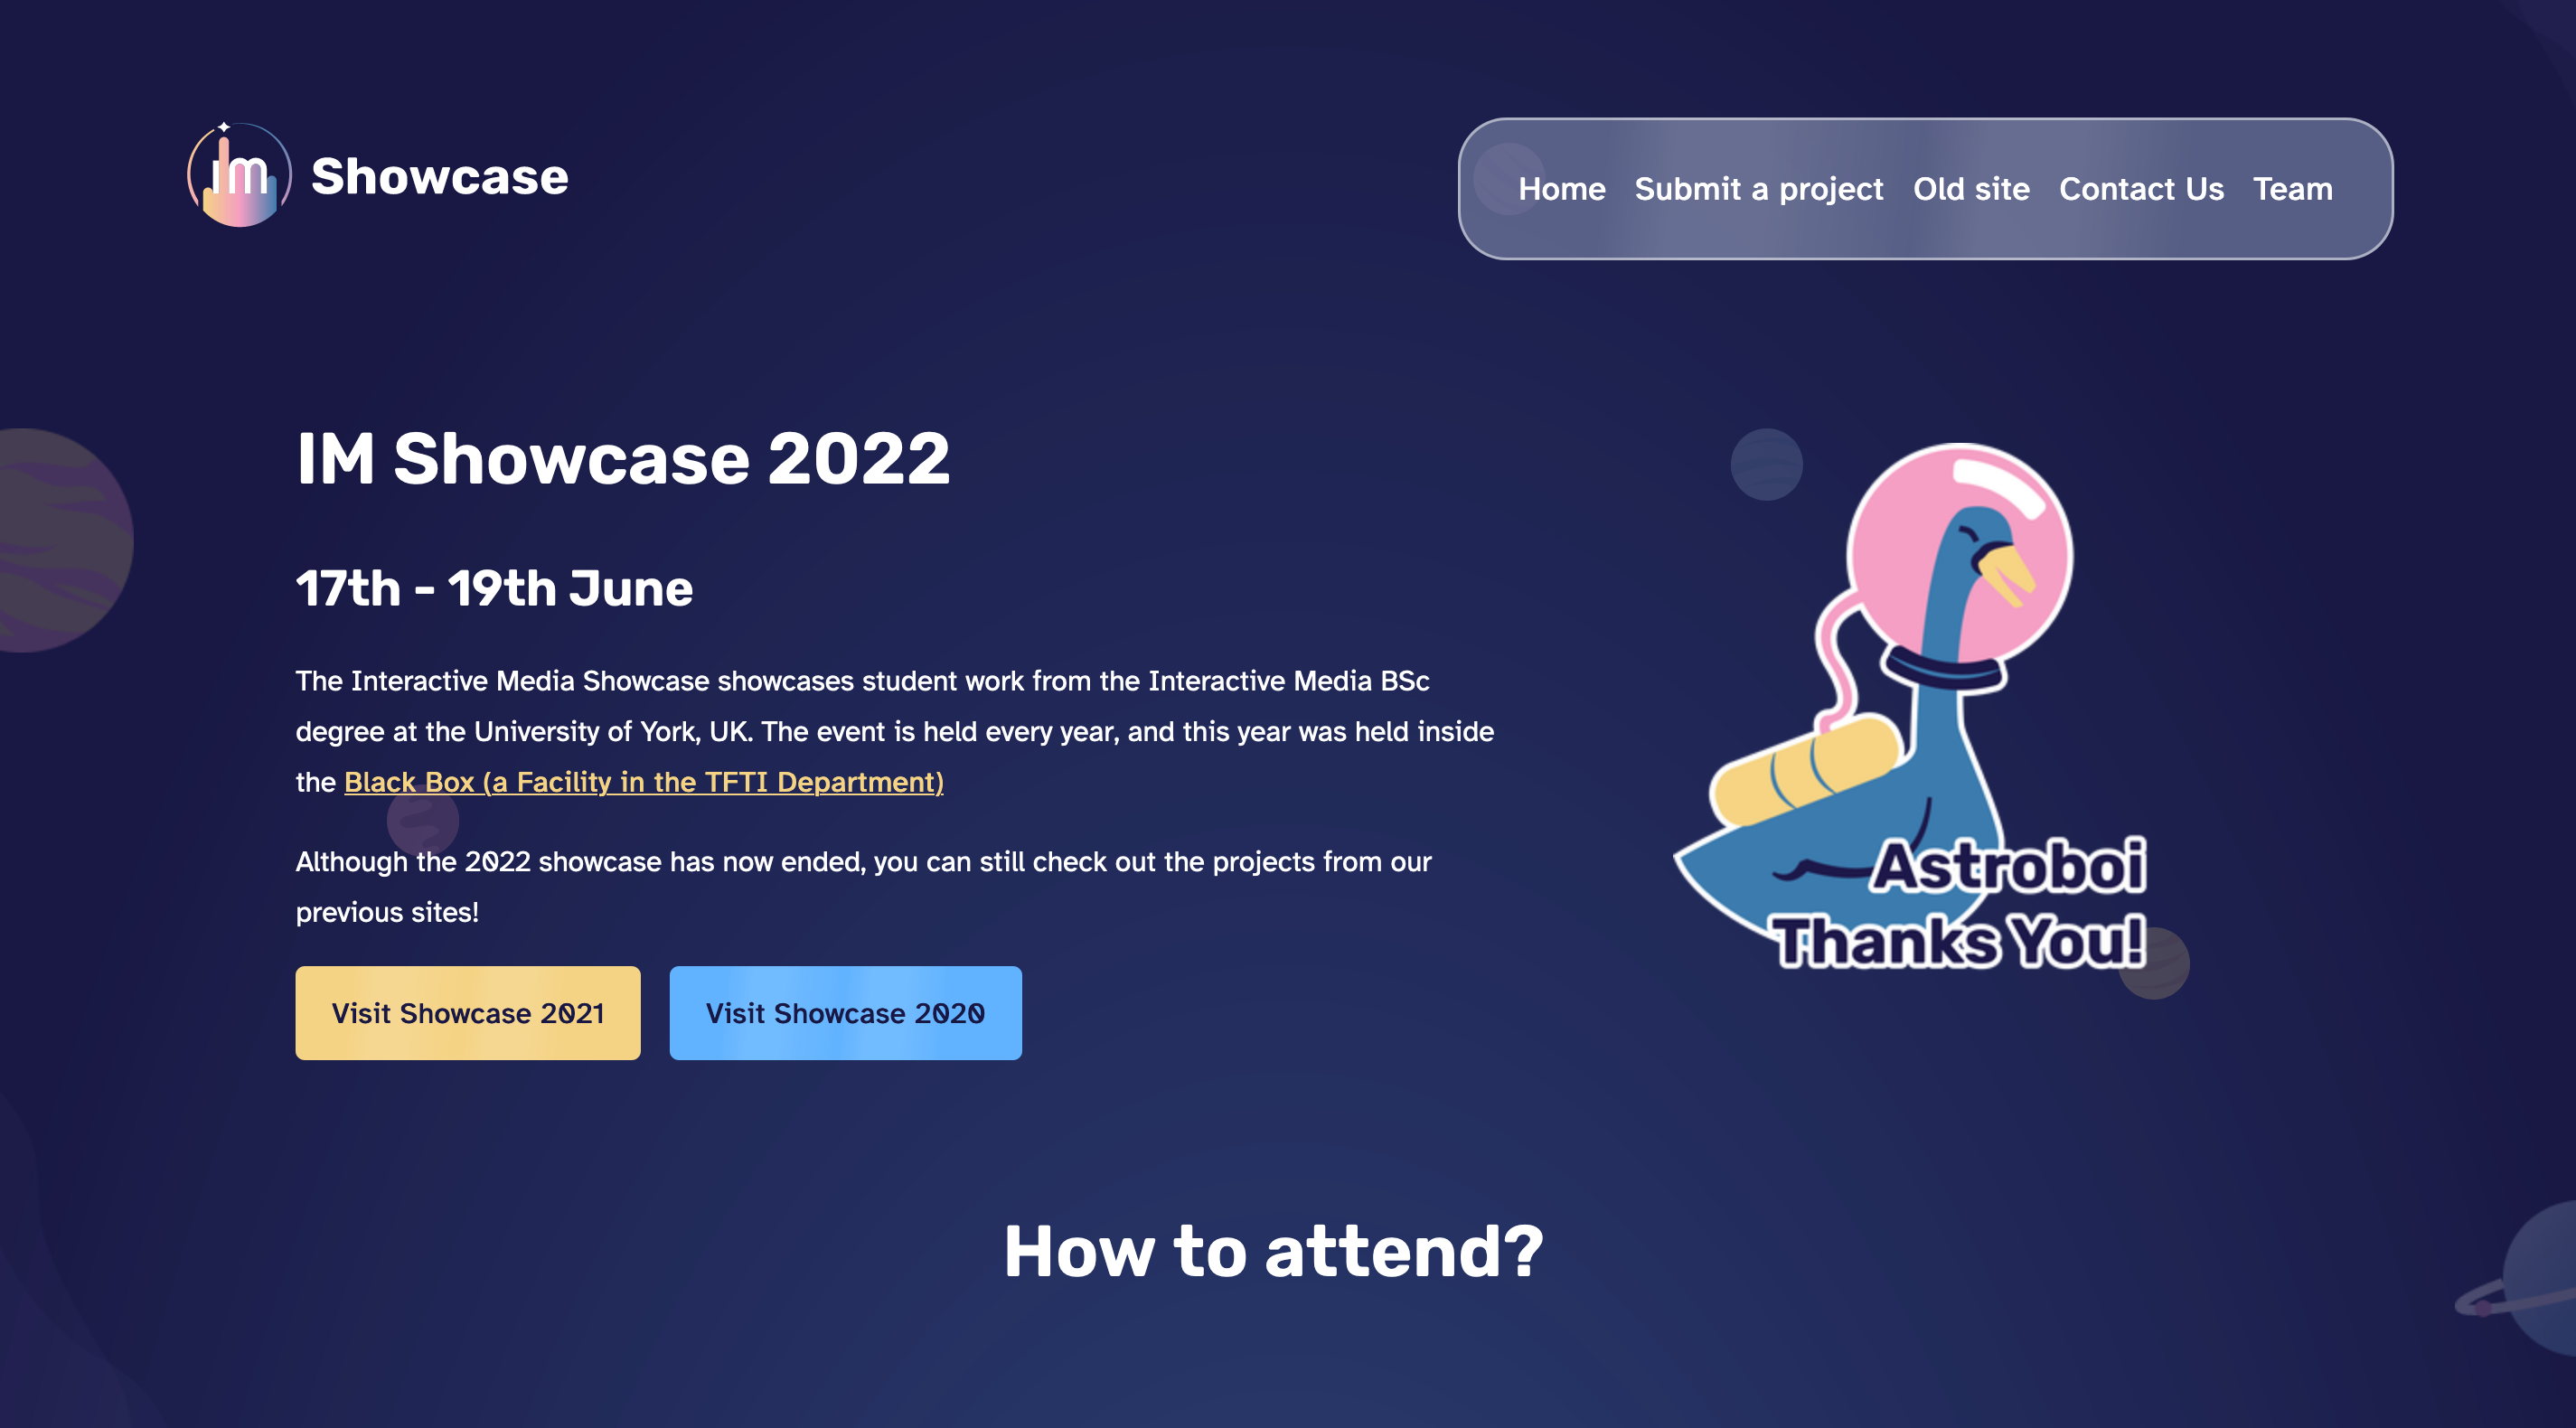 im Showcase
Home Submit a project Old site Contact Us Team
IM Showcase 2022
17th - 19th June
The Interactive Media Showcase showcases student work from the Interactive Media BSc
degree at the University of York, UK. The event is held every year, and this year was held inside
the Black Box (a Facility in the TFTI Department)
Although the 2022 showcase has now ended, you can still check out the projects from our
previous sites!
Visit Showcase 2021
Visit Showcase 2020
Astroboi
Thanks You!
How to attend?